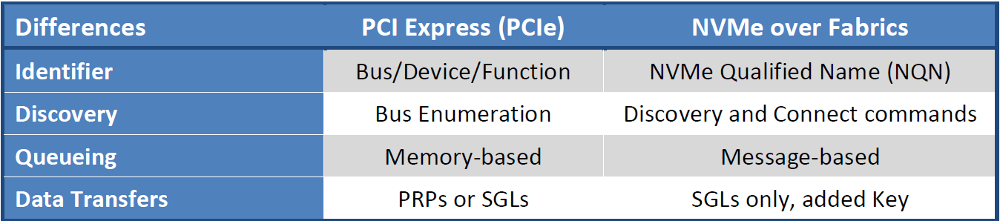 Differences PCI Express (PCIe) NVMe over Fabrics
Identifier Bus/Device/Function NVMe Qualified Name (NQN)
Discovery Bus Enumeration Discovery and Connect commands
Queueing Memory-based Message-based
Data Transfers PRPs or SGLs SGLs only, added Key